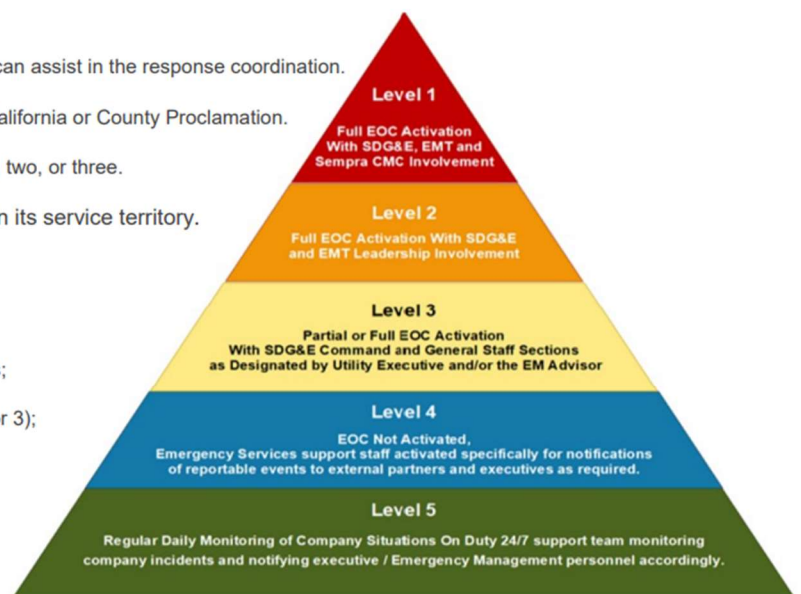 can assist in the response coordination.
alifornia or County Proclamation.
two, or three.
n its service territory.
;
r 3);
Level 1
Full EOC Activation
With SDG&E, EMT and
Sempra CMC Involvement
Level 2
Full EOC Activation With SDG&E
and EMT Leadership Involvement
Level 3
Partial or Full EOC Activation
With SDG&E Command and General Staff Sections
as Designated by Utility Executive and/or the EM Advisor
Level 4
EOC Not Activated,
Emergency Services support staff activated specifically for notifications
of reportable events to external partners and executives as required.
Level 5
Regular Daily Monitoring of Company Situations On Duty 24/7 support team monitoring
company incidents and notifying executive / Emergency Management personnel accordingly.